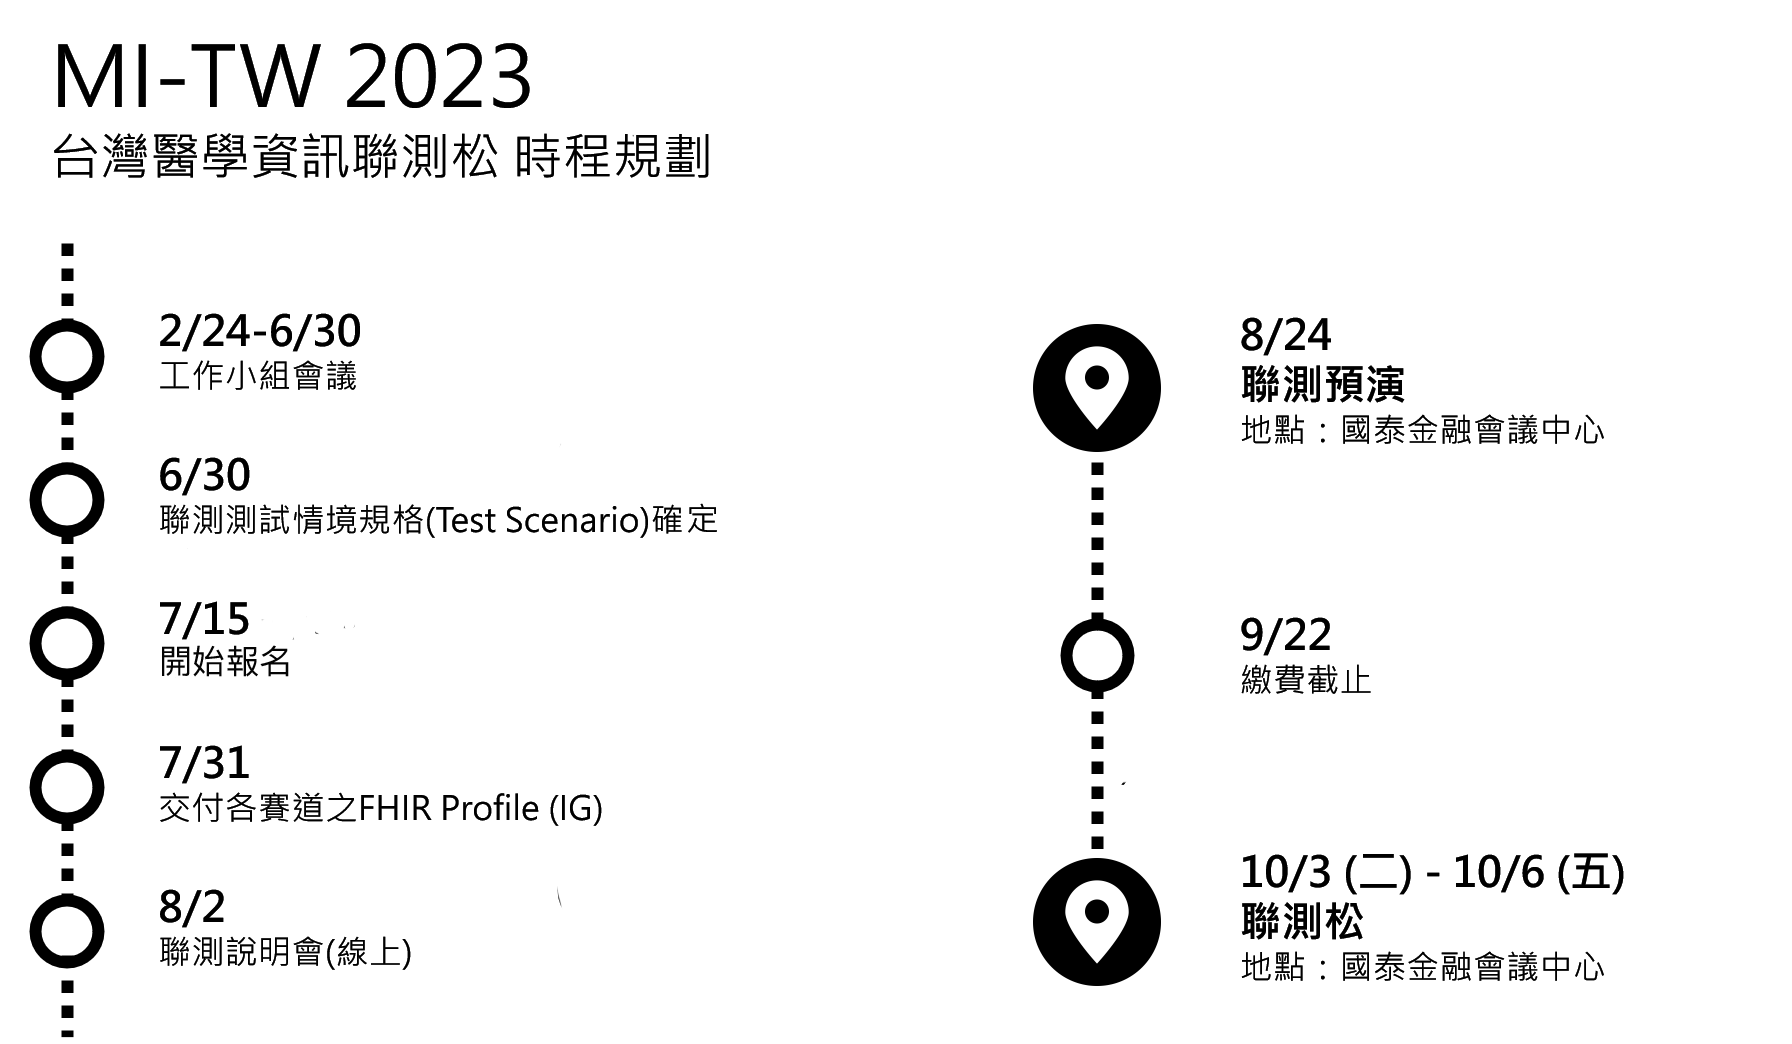 MI-TW 2023
台灣醫學資訊聯測松 時程規劃
2/24-6/30
工作小組會議
6/30
聯測測試情境規格(Test Scenario)確定
7/15
開始報名
7/31
交付各賽道之FHIR Profile (IG)
8/2
聯測說明會(線上)
8/24
聯測預演
地點：國泰金融會議中心
9/22
繳費截止
10/3 (二) - 10/6 (五)
聯測松
地點：國泰金融會議中心